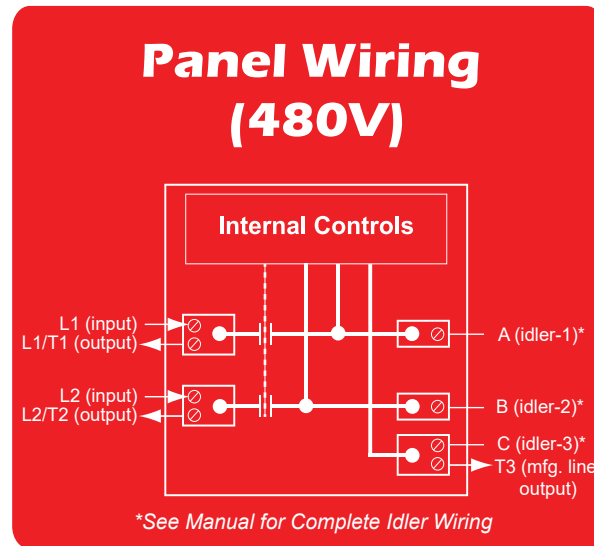 Panel Wiring
(480V)
Internal Controls
L1 (input)
L1/T1 (output)
A (idler-1)*
L2 (input)
L2/T2 (output)
B (idler-2)*
C (idler-3)*
T3 (mfg. line
output)
*See Manual for Complete Idler Wiring